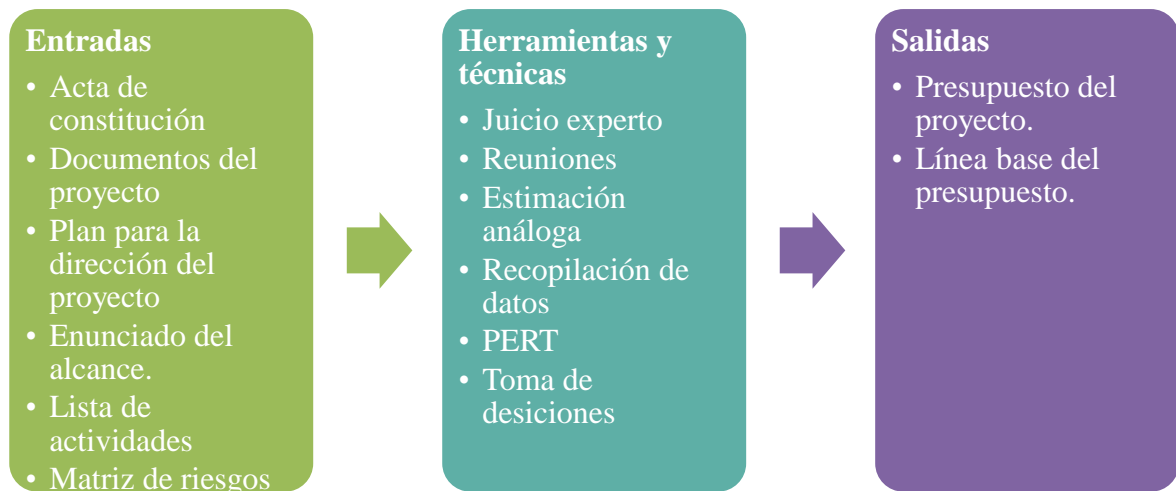 Entradas
• Acta de
constitución
• Documentos del
proyecto
• Plan para la
dirección del
proyecto
• Enunciado del
alcance.
• Lista de
actividades
• Matriz de riesgos
Herramientas y
técnicas
• Juicio experto
• Reuniones
• Estimación
análoga
• Recopilación de
datos
• PERT
• Toma de
desiciones
Salidas
• Presupuesto del
proyecto.
• Línea base del
presupuesto.